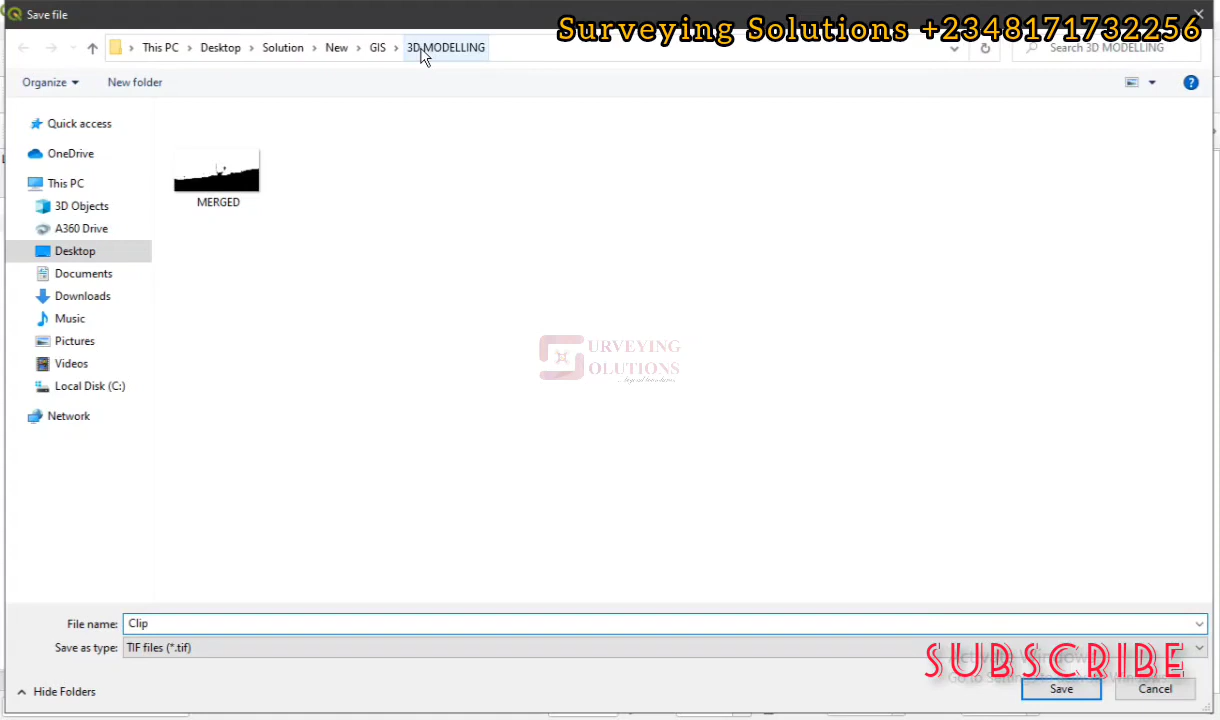 Save file
Surveying Solutions +2348171732256
This PC > Desktop > Solution > New > GIS > 3D MODELLING
Search 3D MODELLING
Organize
New folder
Quick access
OneDrive
This PC
3D Objects
A360 Drive
Desktop
Documents
Downloads
Music
Pictures
Videos
Local Disk (C:)
Network
MERGED
URVEYING
OLUTIONS
File name: Clip
Save as type: TIF files (*.tif)
SUBSCRIBE
Hide Folders
Save
Cancel